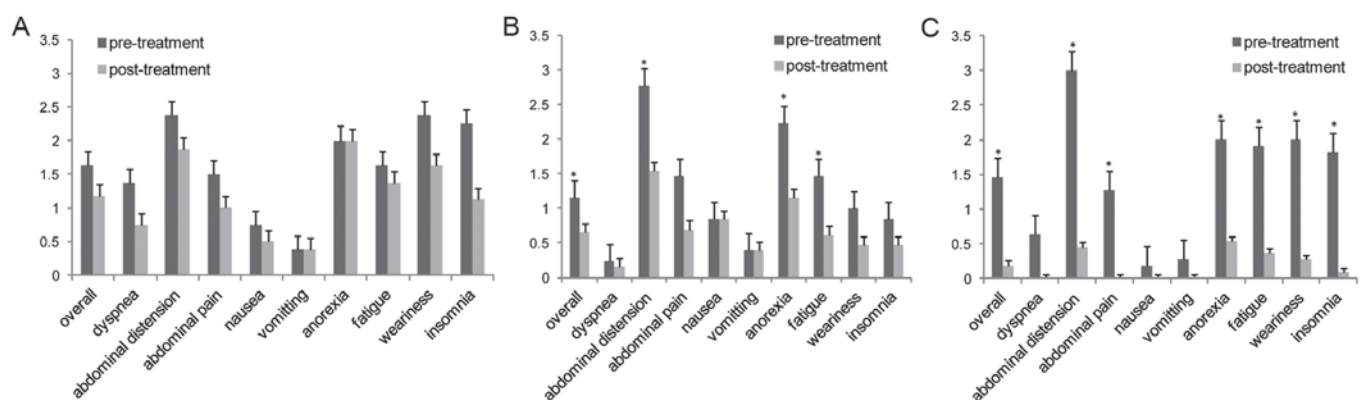 A
3.5
3
2.5
2
1.5
1
0.5
0
pre-treatment
post-treatment
overall
dyspnea
abdominal distension
abdominal pain
nausea
vomitting
anorexia
fatigue
weariness
insomnia
B
3.5
3
2.5
2
1.5
1
0.5
0
pre-treatment
post-treatment
*
*
*
*
overall
dyspnea
abdominal distension
abdominal pain
nausea
vomitting
anorexia
fatigue
weariness
insomnia
C
3.5
3
2.5
2
1.5
1
0.5
0
pre-treatment
post-treatment
*
*
*
*
*
*
*
overall
dyspnea
abdominal distension
abdominal pain
nausea
vomitting
anorexia
fatigue
weariness
insomnia